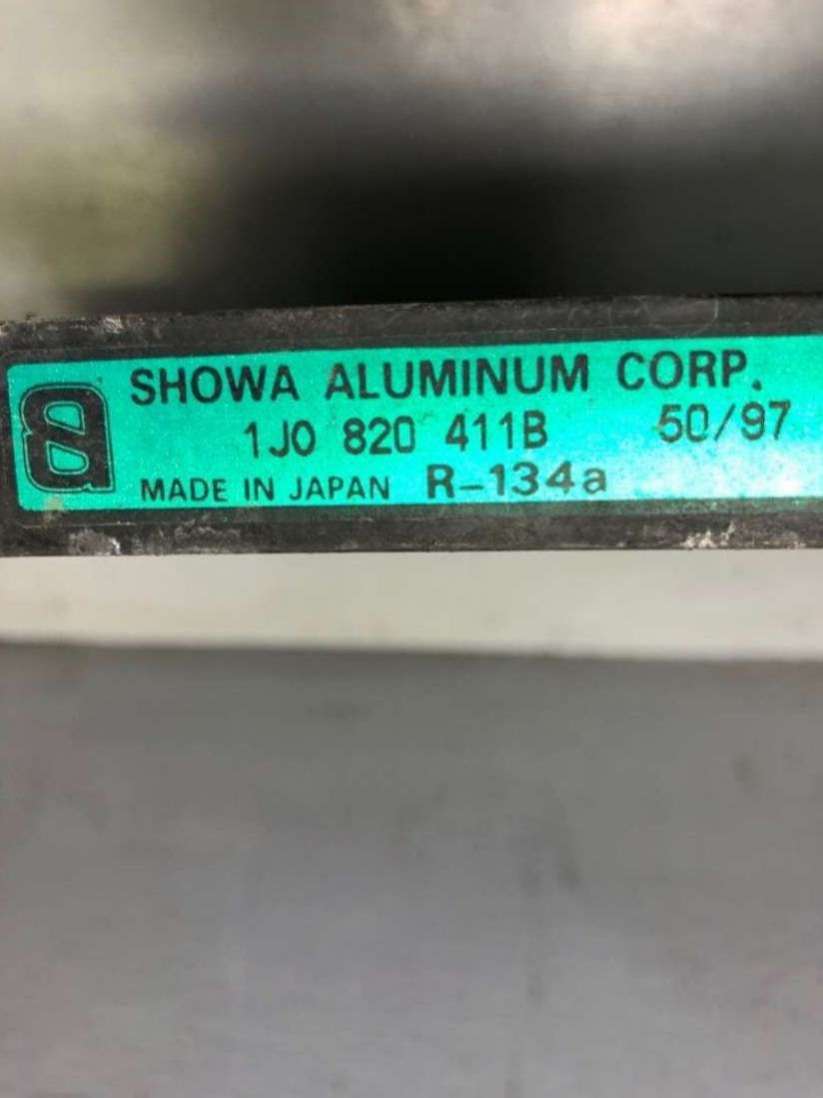 SHOWA ALUMINUM CORP.
1J0 820 411B 50/97
MADE IN JAPAN R-134a